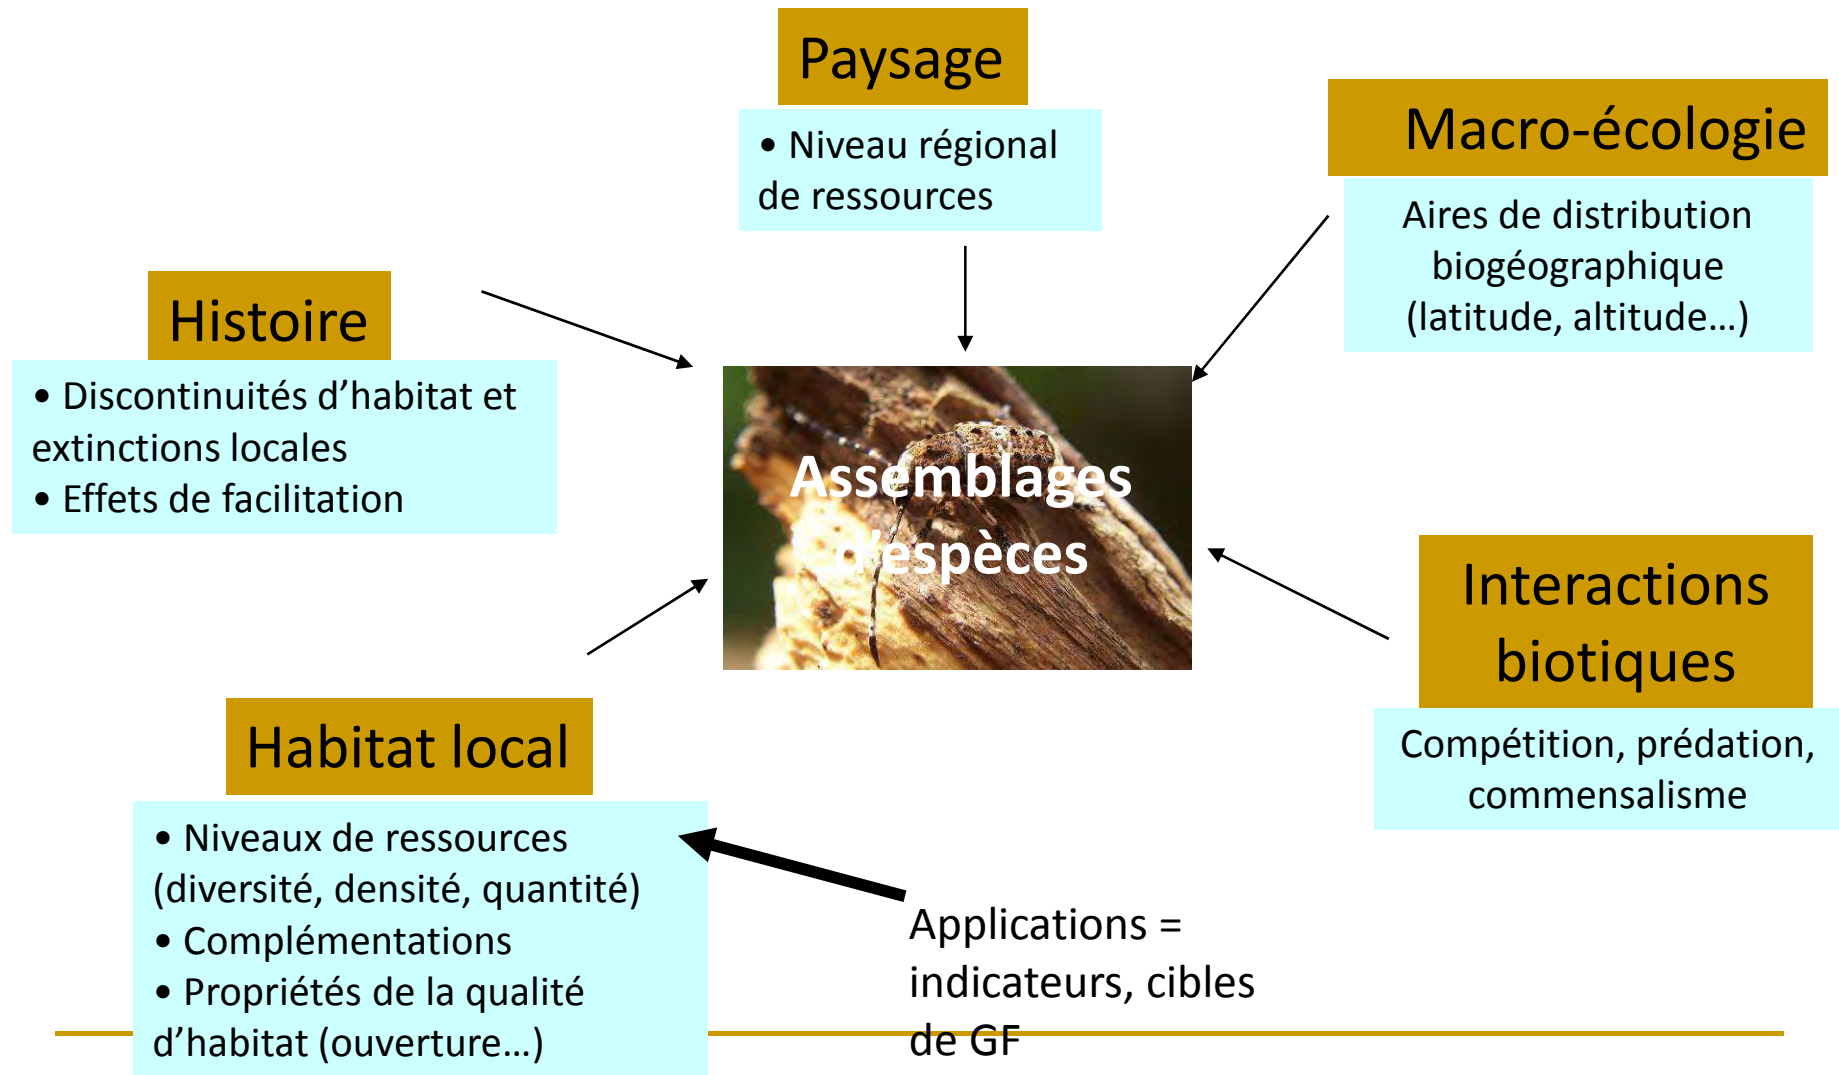 Paysage
• Niveau régional
de ressources
Macro-écologie
Aires de distribution
biogéographique
(latitude, altitude…)
Histoire
• Discontinuités d’habitat et
extinctions locales
• Effets de facilitation
Assemblages
d’espèces
Interactions
biotiques
Compétition, prédation,
commensalisme
Habitat local
• Niveaux de ressources
(diversité, densité, quantité)
• Complémentations
• Propriétés de la qualité
d’habitat (ouverture…)
Applications =
indicateurs, cibles
de GF